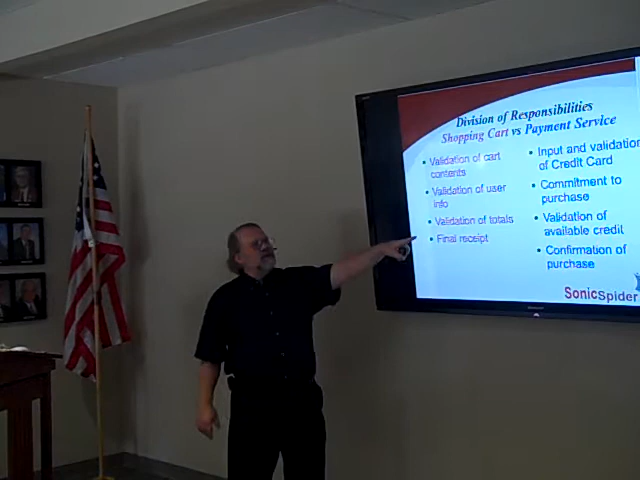 Division of Responsibilities
Shopping Cart vs Payment Service
• Validation of cart
contents
• Validation of user
info
• Validation of totals
• Final receipt
• Input and validation
of Credit Card
• Commitment to
purchase
• Validation of
available credit
• Confirmation of
purchase
SonicSpider